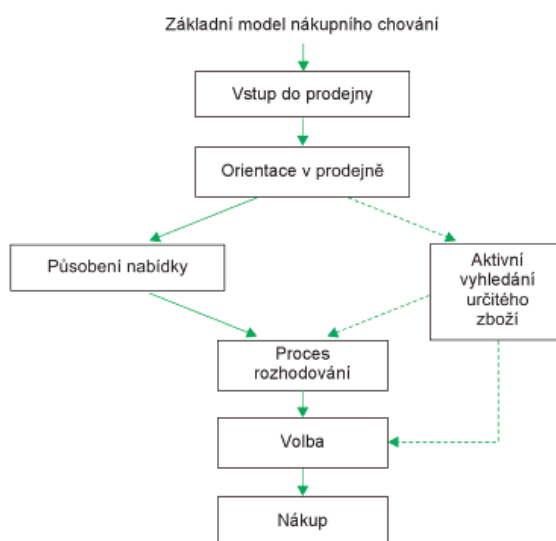 Základní model nákupního chování
Vstup do prodejny
Orientace v prodejně
Působení nabídky
Aktivní
vyhledání
určitého
zboží
Proces
rozhodování
Volba
Nákup